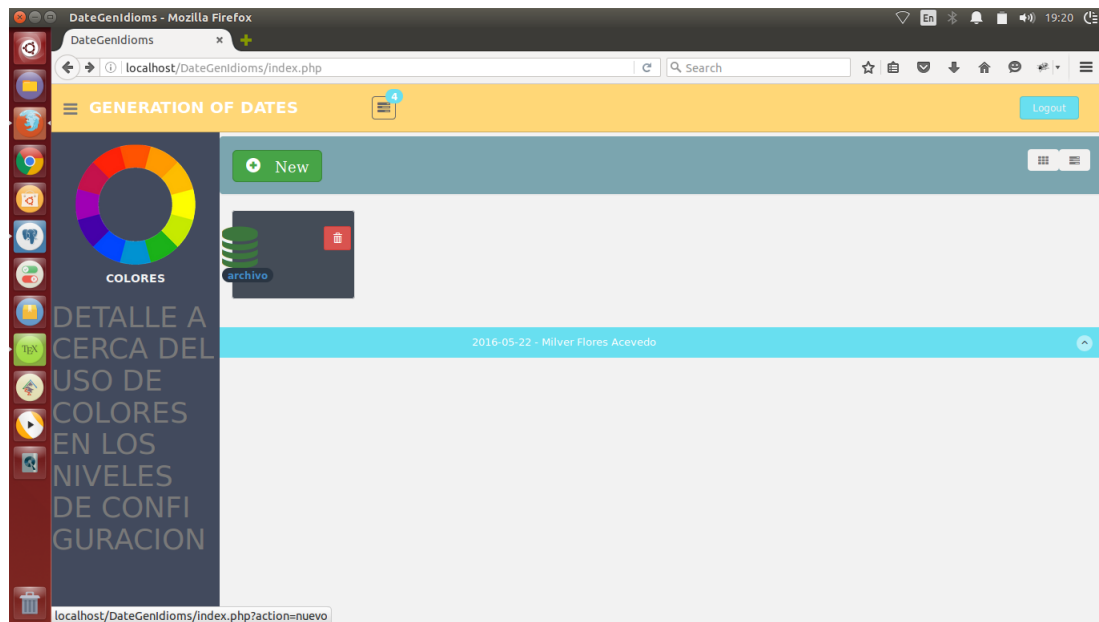 DateGenIdioms - Mozilla Firefox
En
19:20
DateGenIdioms
localhost/DateGenIdioms/index.php
Search
GENERATION OF DATES
4
Logout
New
COLORES
archivo
DETALLE A
CERCA DEL
USO DE
COLORES
EN LOS
NIVELES
DE CONFI
GURACION
2016-05-22 - Milver Flores Acevedo
TEX
localhost/DateGenIdioms/index.php?action=nuevo